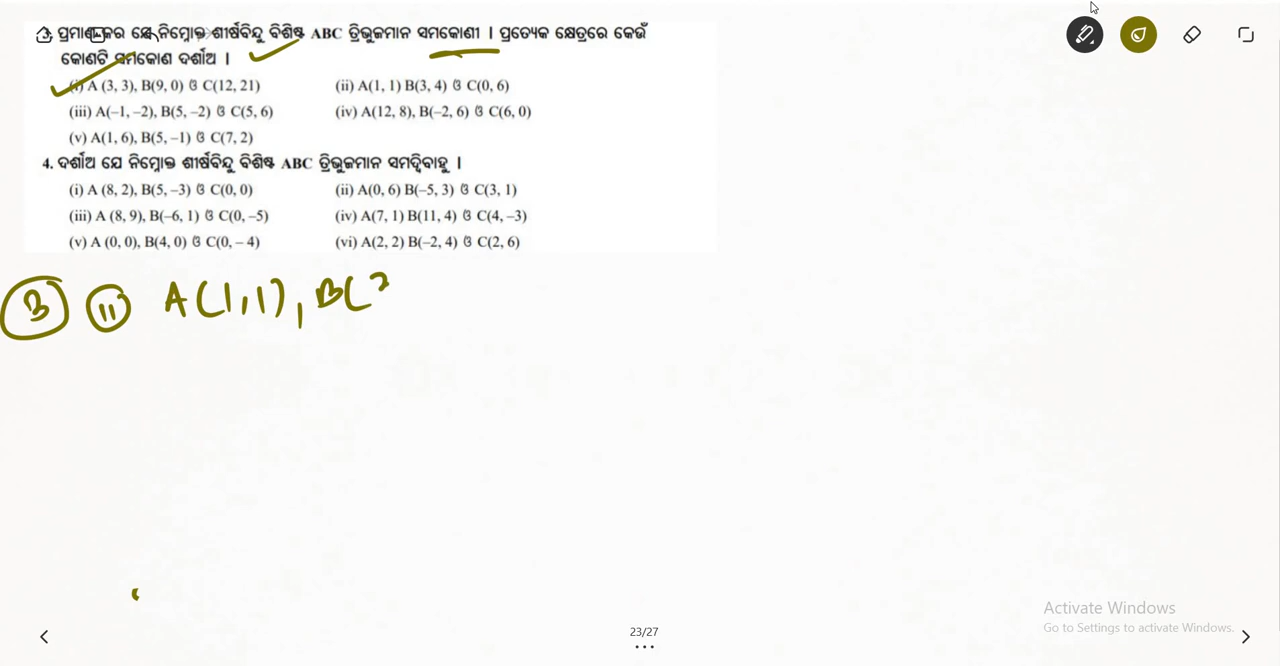 3. ପ୍ରମାଣ କର ଯେ ନିମ୍ନୋକ୍ତ ଶୀର୍ଷବିନ୍ଦୁ ବିଶିଷ୍ଟ ABC ତ୍ରିଭୁଜମାନ ସମକୋଣୀ । ପ୍ରତ୍ୟେକ କ୍ଷେତ୍ରରେ କେଉଁ
କୋଣଟି ସମକୋଣ ଦର୍ଶାଅ ।
(i) A (3, 3), B(9, 0) ଓ C(12, 21) (ii) A(1, 1) B(3, 4) ଓ C(0, 6)
(iii) A(–1, –2), B(5, –2) ଓ C(5, 6) (iv) A(12, 8), B(–2, 6) ଓ C(6, 0)
(v) A(1, 6), B(5, –1) ଓ C(7, 2)
4. ଦର୍ଶାଅ ଯେ ନିମ୍ନୋକ୍ତ ଶୀର୍ଷବିନ୍ଦୁ ବିଶିଷ୍ଟ ABC ତ୍ରିଭୁଜମାନ ସମଦ୍ବିବାହୁ ।
(i) A (8, 2), B(5, –3) ଓ C(0, 0) (ii) A(0, 6) B(–5, 3) ଓ C(3, 1)
(iii) A (8, 9), B(–6, 1) ଓ C(0, –5) (iv) A(7, 1) B(11, 4) ଓ C(4, –3)
(v) A (0, 0), B(4, 0) ଓ C(0, – 4) (vi) A(2, 2) B(–2, 4) ଓ C(2, 6)
3 (ii) A(1,1), B(
Activate Windows
Go to Settings to activate Windows.
23/27